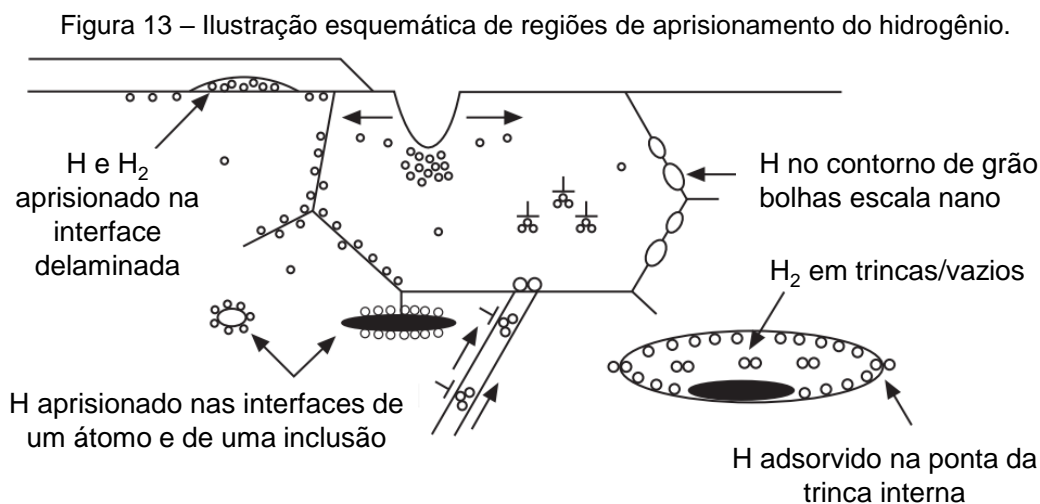 Figura 13 – Ilustração esquemática de regiões de aprisionamento do hidrogênio.
H e H₂
aprisionado na
interface
delaminada
H no contorno de grão
bolhas escala nano
H₂ em trincas/vazios
H aprisionado nas interfaces de
um átomo e de uma inclusão
H adsorvido na ponta da
trinca interna